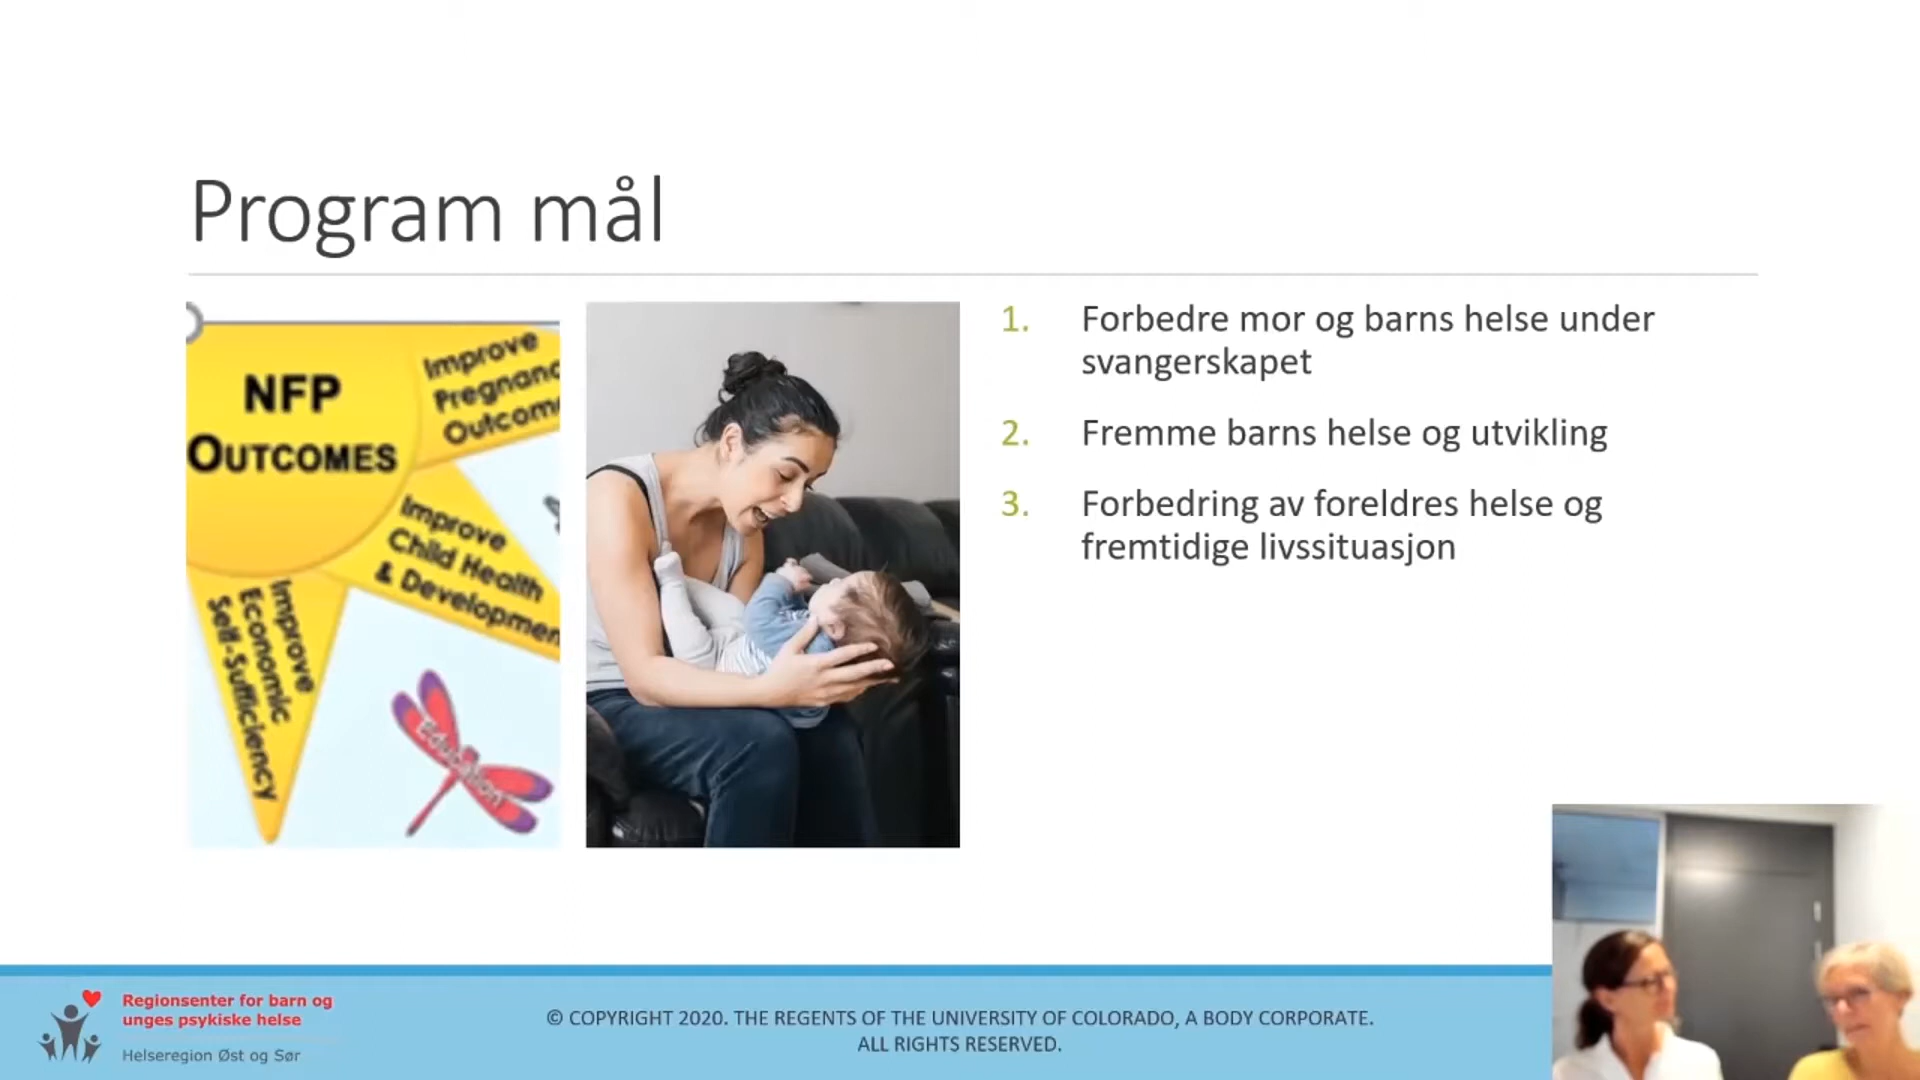 Program mål
NFP
OUTCOMES
Improve
Outcom
Improve
Child Health
& Developmen
Improve
Economic
Self-Sufficiency
Education
1. Forbedre mor og barns helse under
svangerskapet
2. Fremme barns helse og utvikling
3. Forbedring av foreldres helse og
fremtidige livssituasjon
Regionsenter for barn og
unges psykiske helse
Helseregion Øst og Sør
© COPYRIGHT 2020. THE REGENTS OF THE UNIVERSITY OF COLORADO, A BODY CORPORATE.
ALL RIGHTS RESERVED.